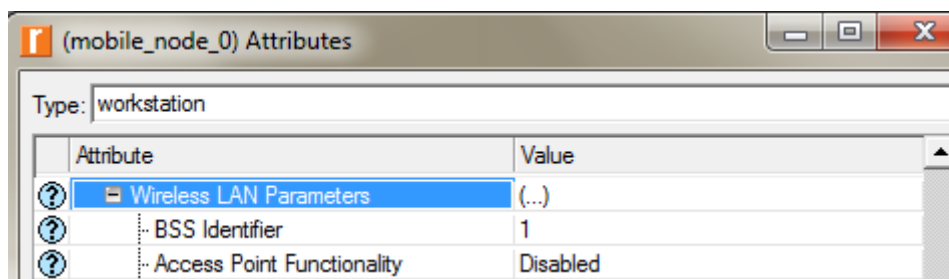 (mobile_node_0) Attributes
Type: workstation
Attribute Value
Wireless LAN Parameters (...)
BSS Identifier 1
Access Point Functionality Disabled